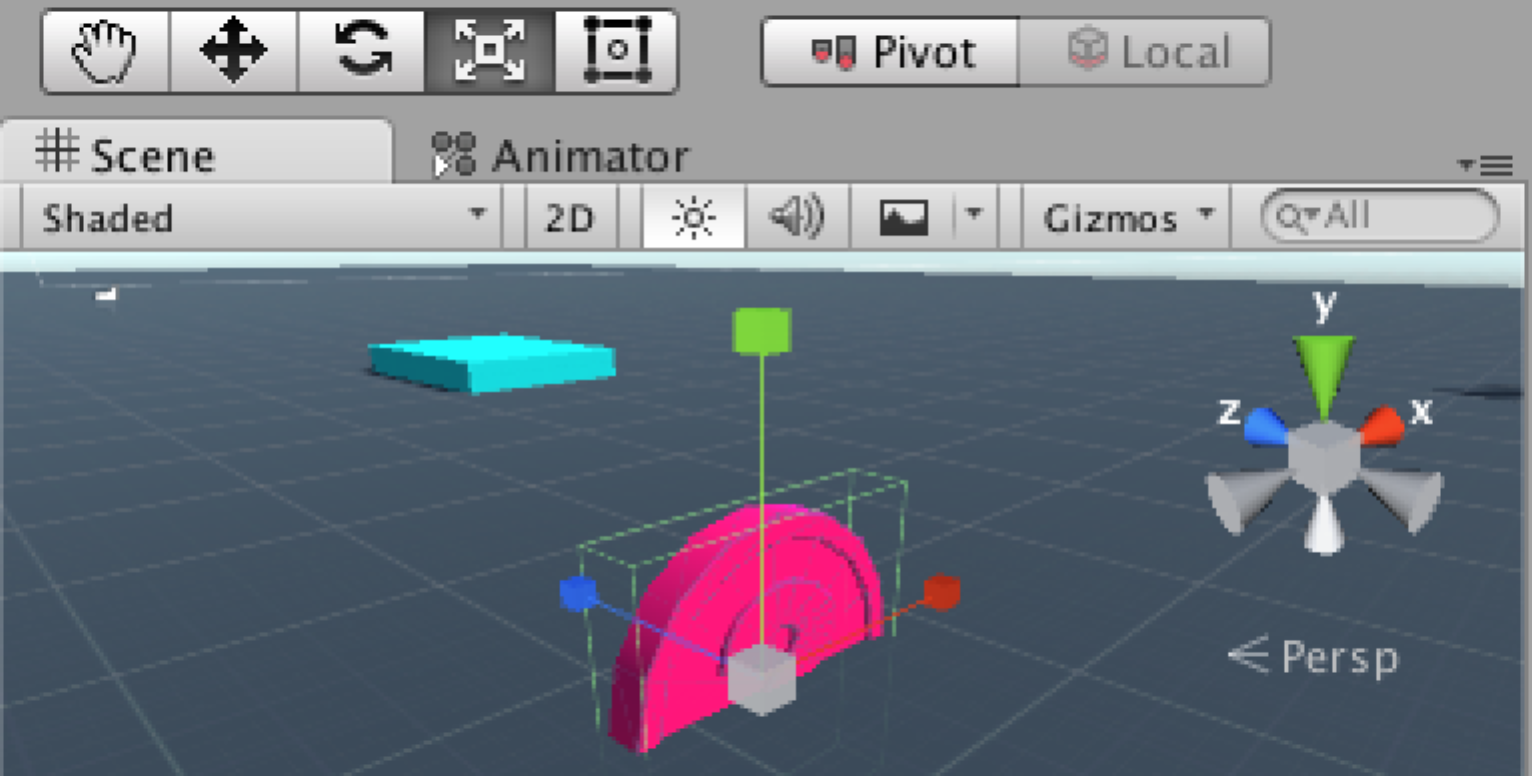 Pivot Local
Scene Animator
Shaded 2D Gizmos All
y
z x
Persp